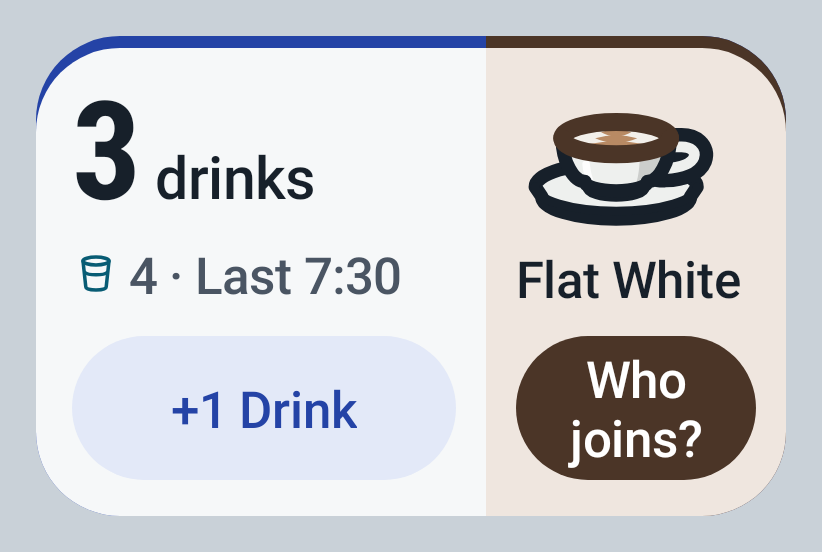 3 drinks
4 · Last 7:30
+1 Drink
Flat White
Who
joins?